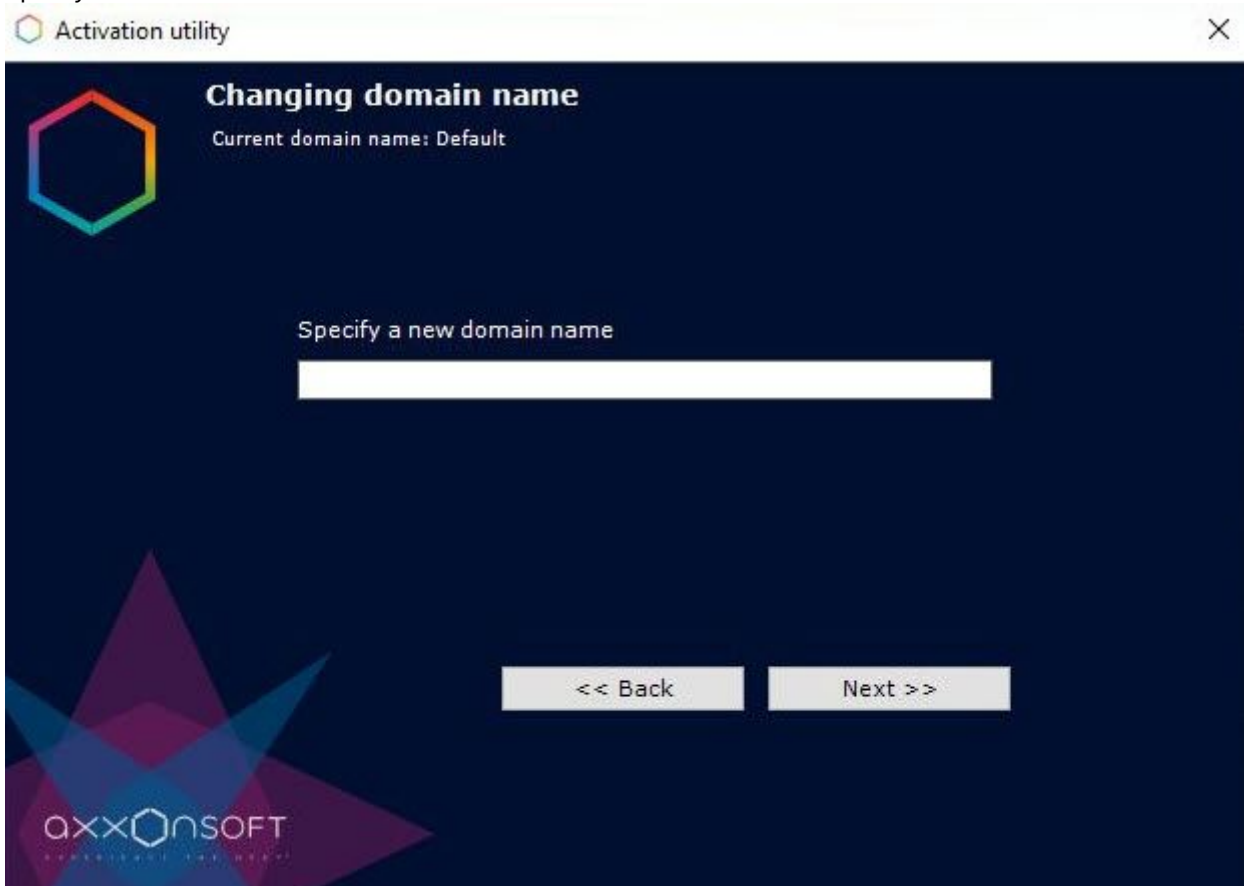 Activation utility
Changing domain name
Current domain name: Default
Specify a new domain name
<< Back
Next >>
axxonsoft